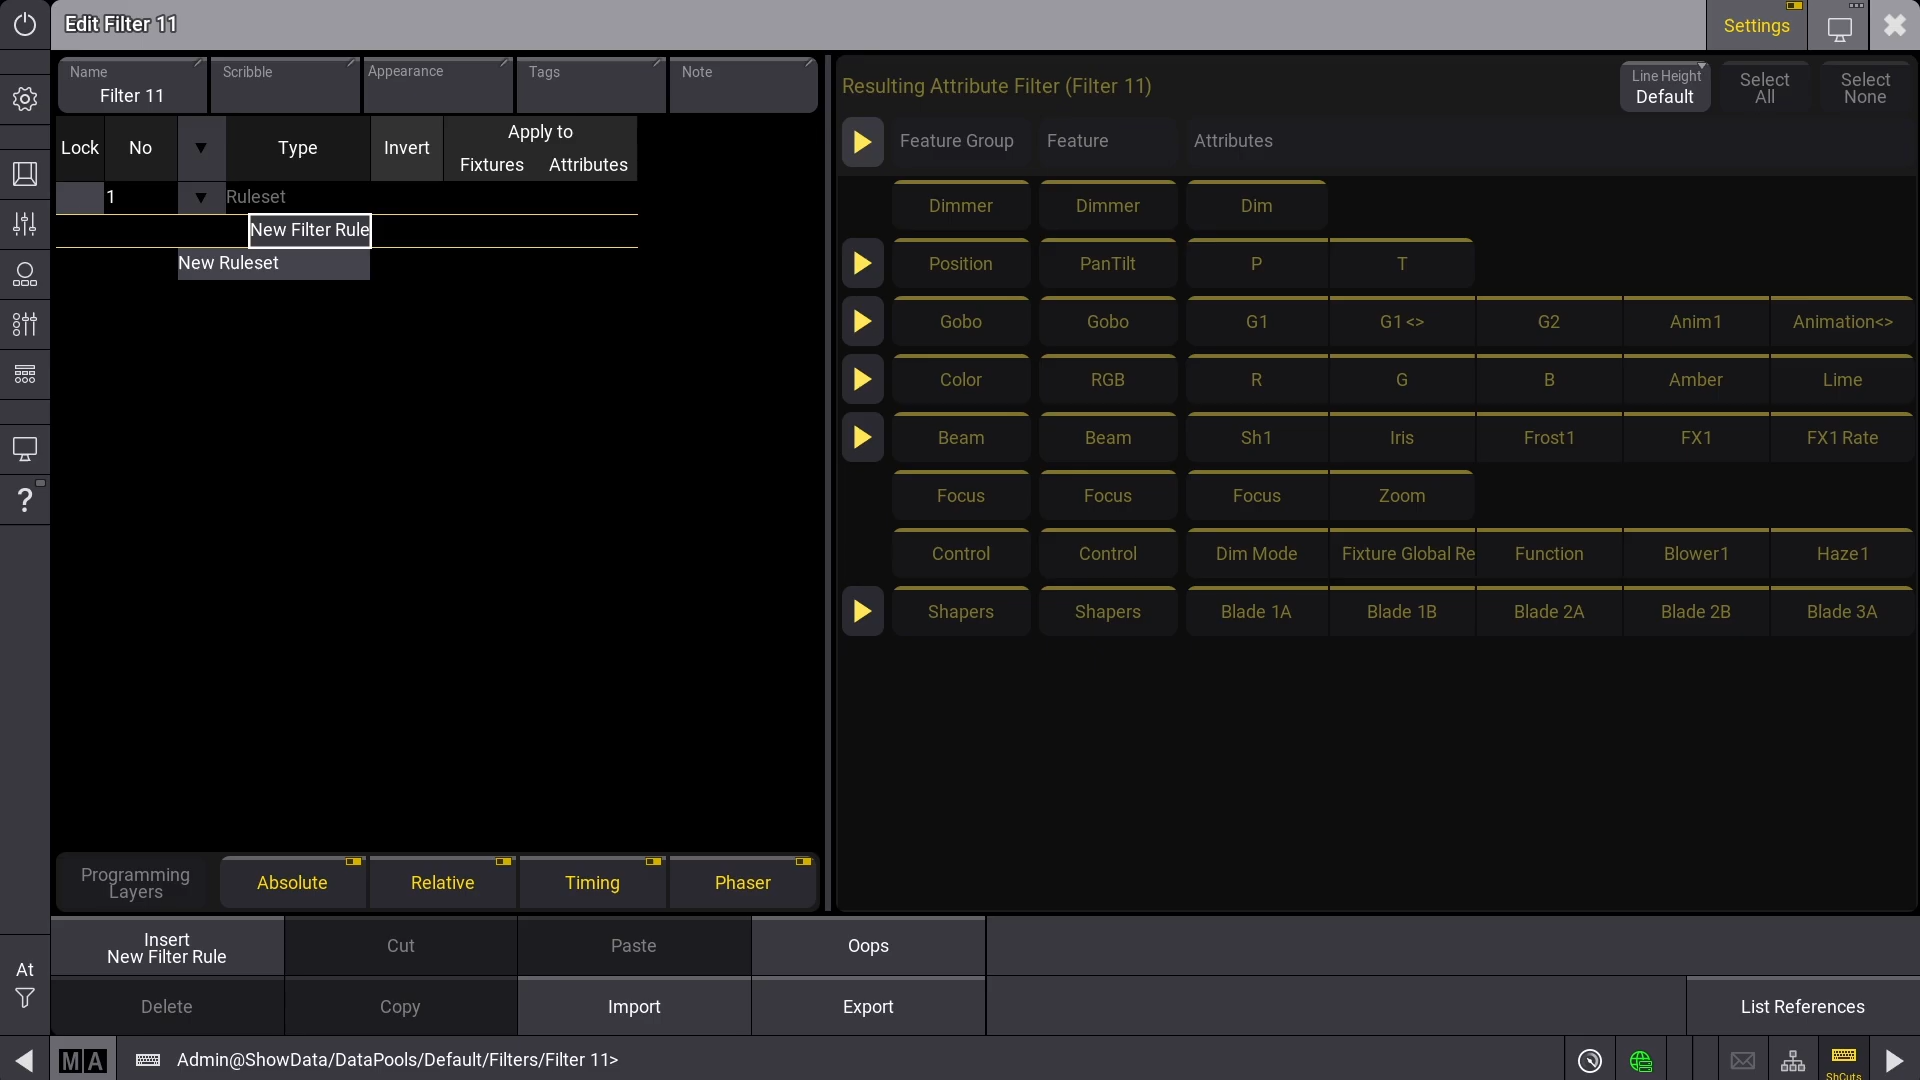 Edit Filter 11
Settings
Name
Filter 11
Scribble
Appearance
Tags
Note
Resulting Attribute Filter (Filter 11)
Line Height
Default
Select
All
Select
None
Lock No ▼ Type Invert
Apply to
Fixtures Attributes
Feature Group Feature Attributes
1 ▼ Ruleset
New Filter Rule
New Ruleset
Dimmer Dimmer Dim
Position PanTilt P T
Gobo Gobo G1 G1 <> G2 Anim1 Animation<>
Color RGB R G B Amber Lime
Beam Beam Sh1 Iris Frost1 FX1 FX1 Rate
Focus Focus Focus Zoom
Control Control Dim Mode Fixture Global Re Function Blower1 Haze1
Shapers Shapers Blade 1A Blade 1B Blade 2A Blade 2B Blade 3A
Programming
Layers
Absolute Relative Timing Phaser
Insert
New Filter Rule
Cut Paste Oops
Delete Copy Import Export
List References
?
At
MA
Admin@ShowData/DataPools/Default/Filters/Filter 11>
ShCuts